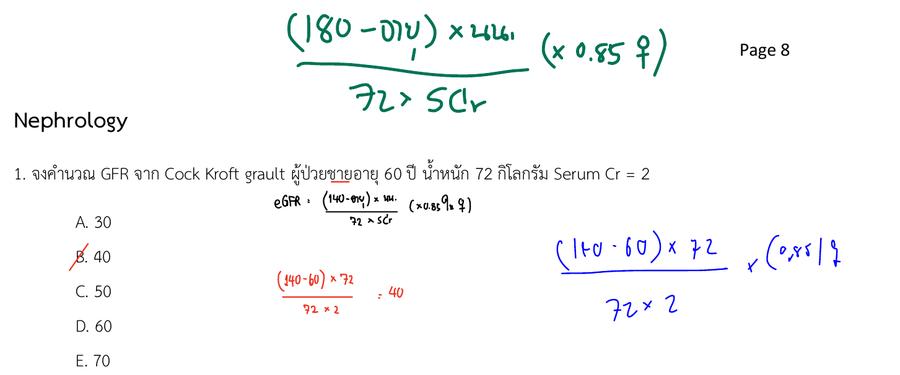 (180 - อายุ) × นน. (× 0.85 ♀)
72 × SCr
Page 8
Nephrology
1. จงคำนวณ GFR จาก Cock Kroft grault ผู้ป่วยชายอายุ 60 ปี น้ำหนัก 72 กิโลกรัม Serum Cr = 2
eGFR = (140-อายุ) × นน. (×0.85 ♀)
72 × SCr
A. 30
B. 40
C. 50
D. 60
E. 70
(140-60) × 72 = 40
72 × 2
(140 - 60) × 72 × (0.85) ♀
72 × 2